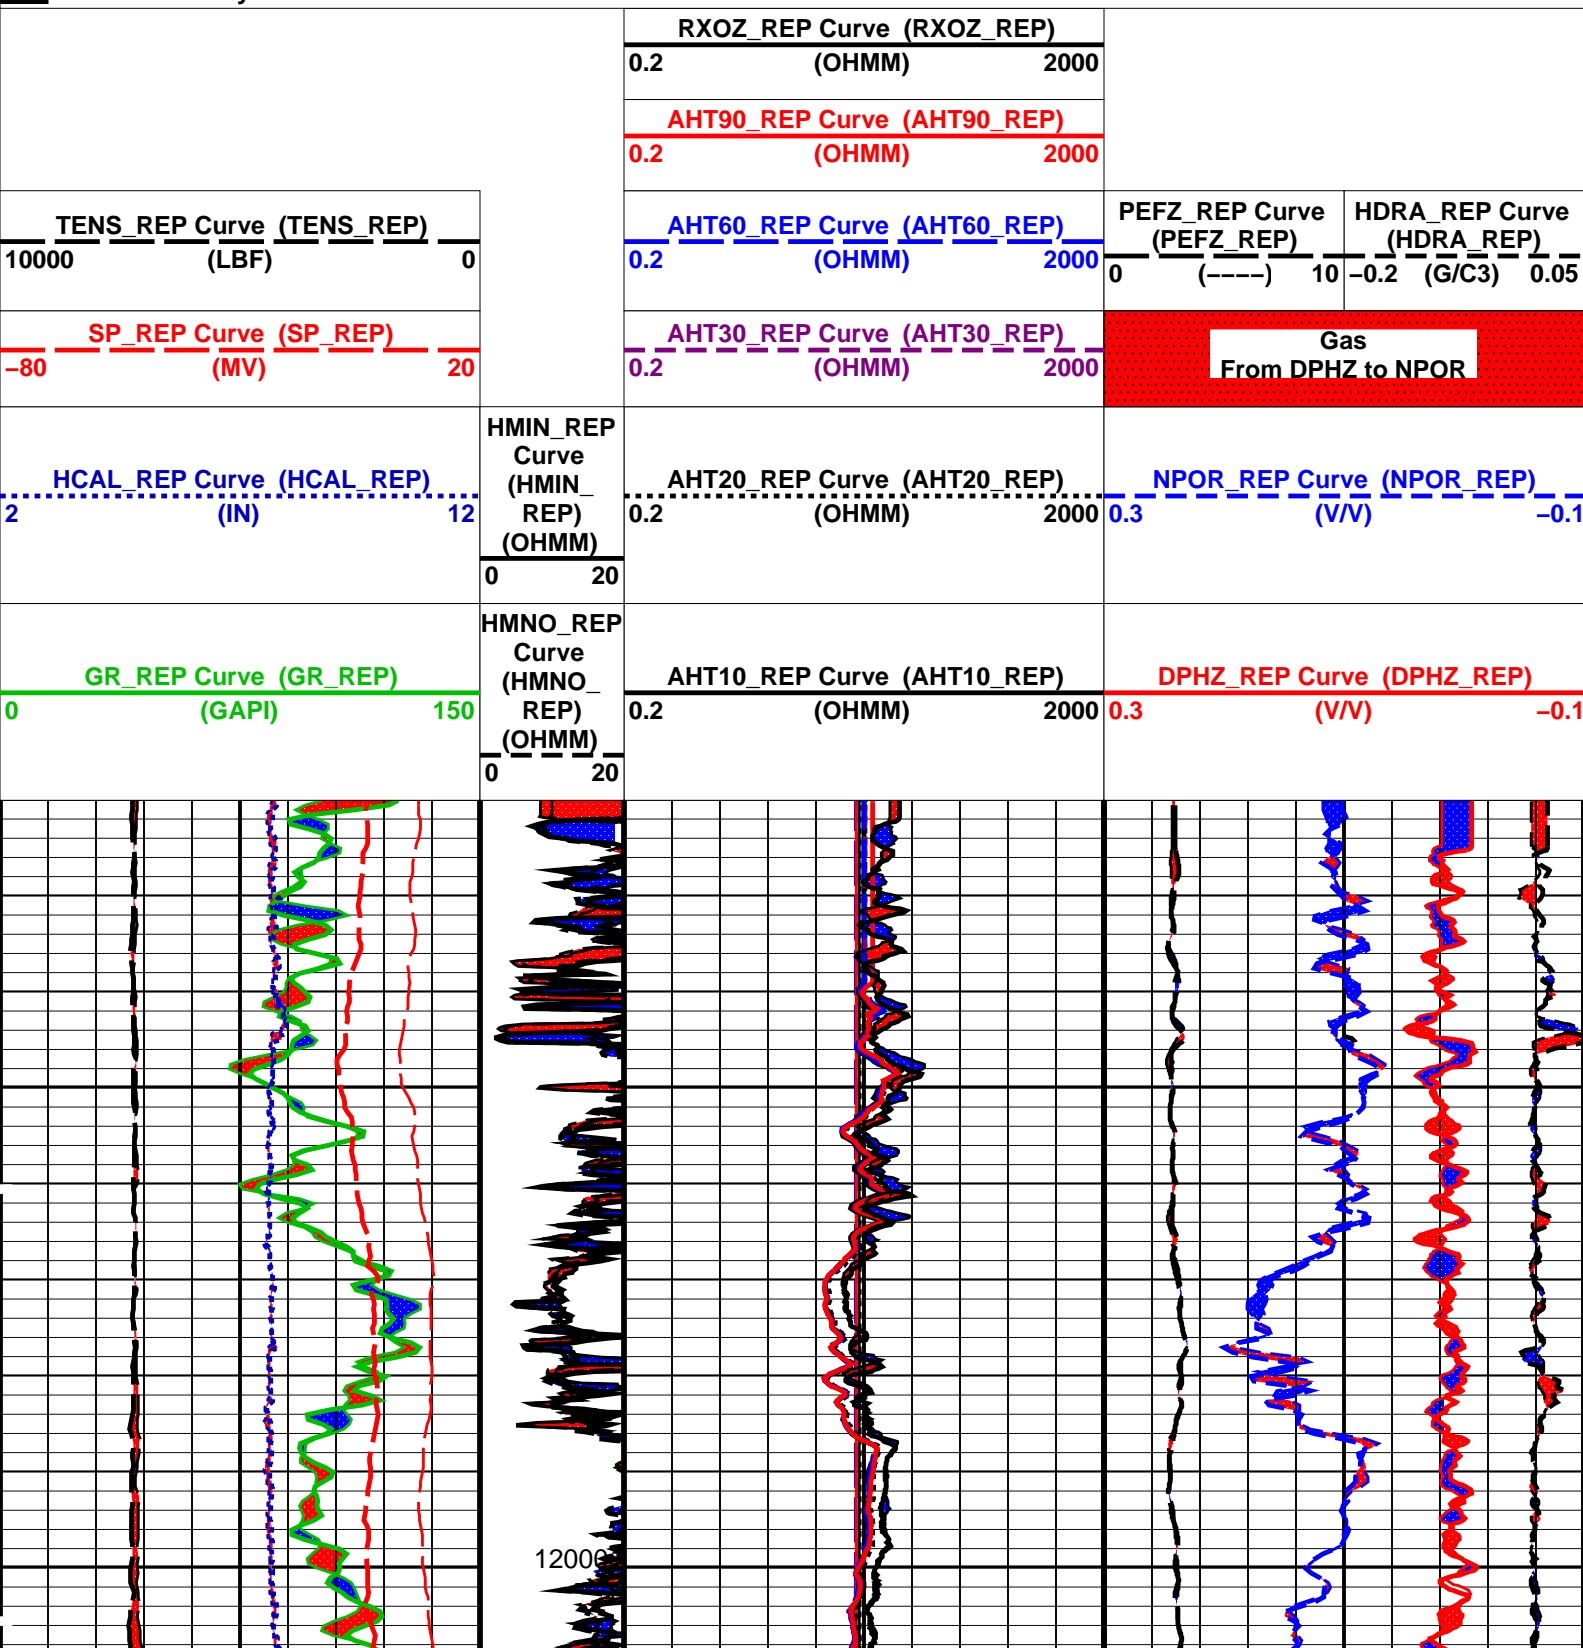 RXOZ_REP Curve (RXOZ_REP)
0.2 (OHMM) 2000
AHT90_REP Curve (AHT90_REP)
0.2 (OHMM) 2000
TENS_REP Curve (TENS_REP)
10000 (LBF) 0
AHT60_REP Curve (AHT60_REP)
0.2 (OHMM) 2000
PEFZ_REP Curve
(PEFZ_REP)
0 (----) 10
HDRA_REP Curve
(HDRA_REP)
-0.2 (G/C3) 0.05
SP_REP Curve (SP_REP)
-80 (MV) 20
AHT30_REP Curve (AHT30_REP)
0.2 (OHMM) 2000
Gas
From DPHZ to NPOR
HCAL_REP Curve (HCAL_REP)
2 (IN) 12
HMIN_REP
Curve
(HMIN_
REP)
(OHMM)
0 20
AHT20_REP Curve (AHT20_REP)
0.2 (OHMM) 2000
NPOR_REP Curve (NPOR_REP)
0.3 (V/V) -0.1
GR_REP Curve (GR_REP)
0 (GAPI) 150
HMNO_REP
Curve
(HMNO_
REP)
(OHMM)
0 20
AHT10_REP Curve (AHT10_REP)
0.2 (OHMM) 2000
DPHZ_REP Curve (DPHZ_REP)
0.3 (V/V) -0.1
12000